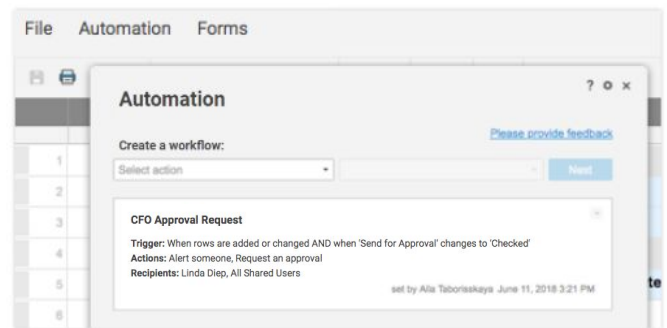 File Automation Forms
? ×
Automation
Please provide feedback
Create a workflow:
Select action
Next
1
2
3
4
5
6
te
CFO Approval Request
Trigger: When rows are added or changed AND when 'Send for Approval' changes to 'Checked'
Actions: Alert someone, Request an approval
Recipients: Linda Diep, All Shared Users
set by Alla Taborisskaya June 11, 2018 3:21 PM